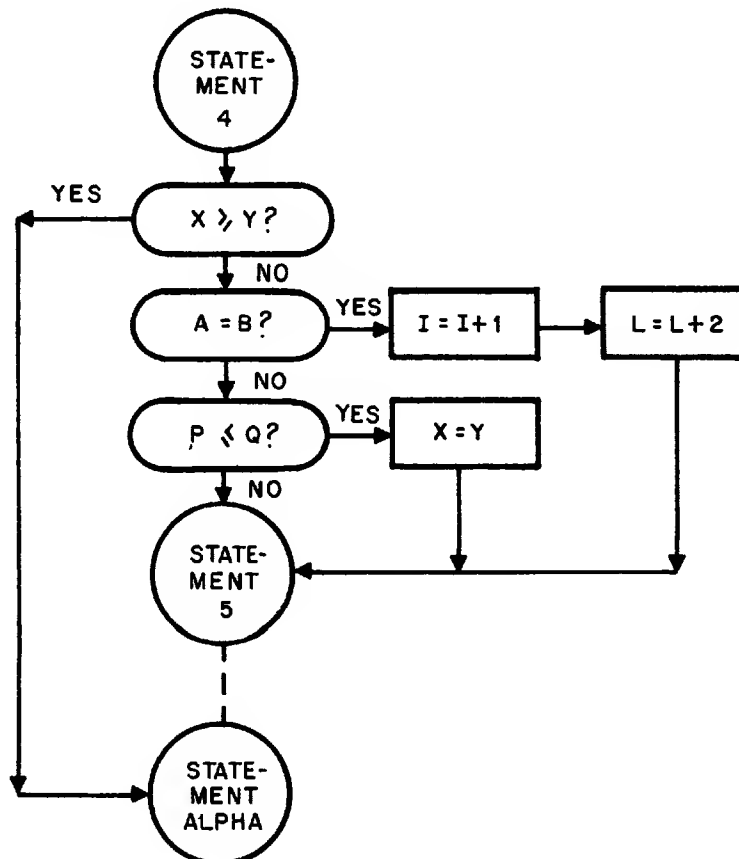 STATE-
MENT
4
YES
X ⩾ Y?
NO
A = B?
YES
I = I+1
L = L+2
NO
P ⩽ Q?
YES
X = Y
NO
STATE-
MENT
5
STATE-
MENT
ALPHA